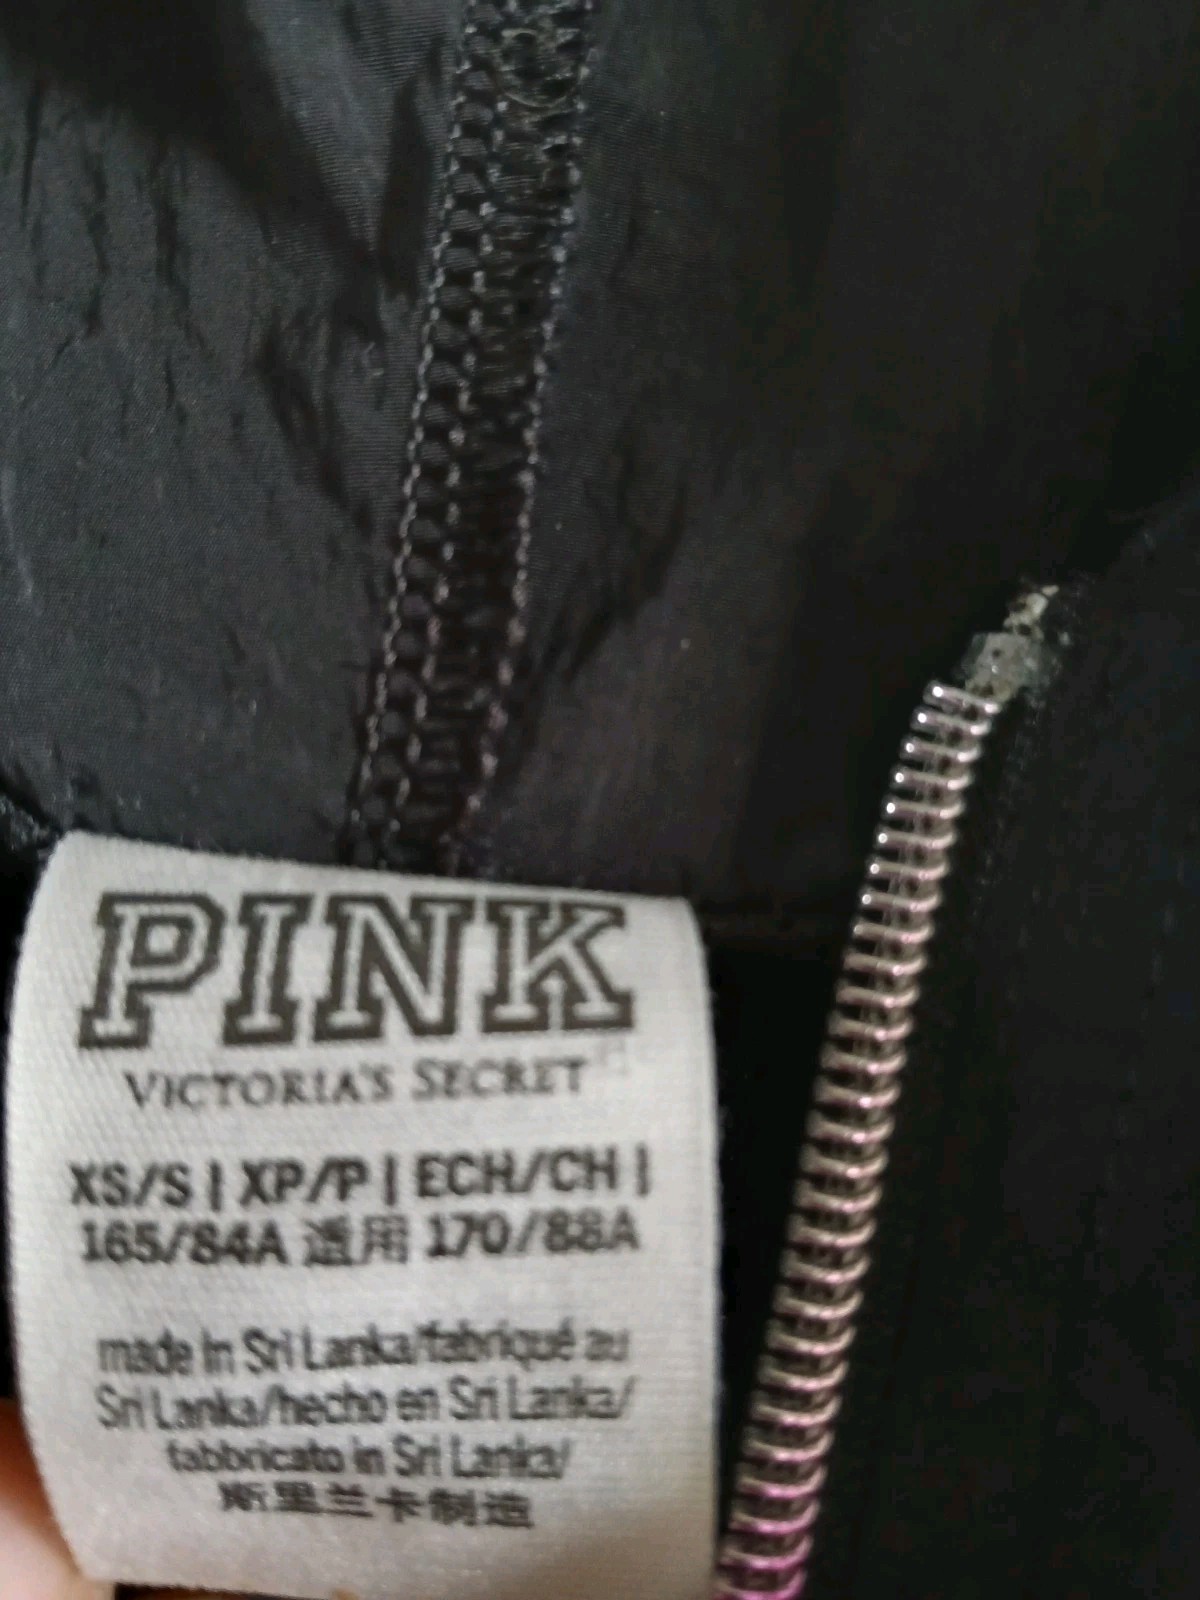 PINK
VICTORIA'S SECRET
XS/S | XP/P | ECH/CH |
165/84A 适用 170/88A
made in Sri Lanka/fabriqué au
Sri Lanka/hecho en Sri Lanka/
fabbricato in Sri Lanka/
斯里兰卡制造